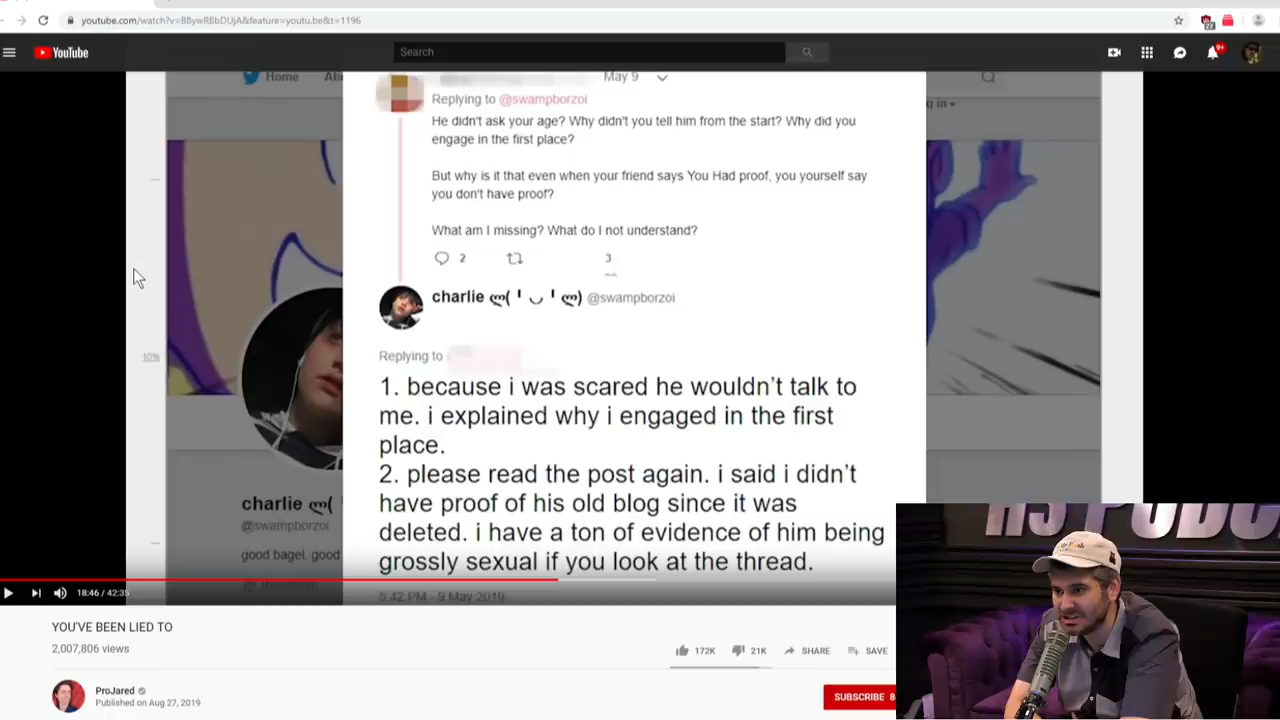 youtube.com/watch?v=BBywRBbDUjA&feature=youtu.be&t=1196
27
YouTube
Search
9+
Home
May 9
g in
Replying to @swampborzoi
He didn't ask your age? Why didn't you tell him from the start? Why did you
engage in the first place?
But why is it that even when your friend says You Had proof, you yourself say
you don't have proof?
What am I missing? What do I not understand?
2
3
charlie ლ( ╹ ◡ ╹ ლ) @swampborzoi
Replying to
10%
1. because i was scared he wouldn't talk to
me. i explained why i engaged in the first
place.
2. please read the post again. i said i didn't
have proof of his old blog since it was
deleted. i have a ton of evidence of him being
grossly sexual if you look at the thread.
5:42 PM - 9 May 2019
charlie ლ(
@swampborzoi
good bagel. good
18:46 / 42:35
H3 PODC
YOU'VE BEEN LIED TO
2,007,806 views
172K
21K
SHARE
SAVE
ProJared
Published on Aug 27, 2019
SUBSCRIBE